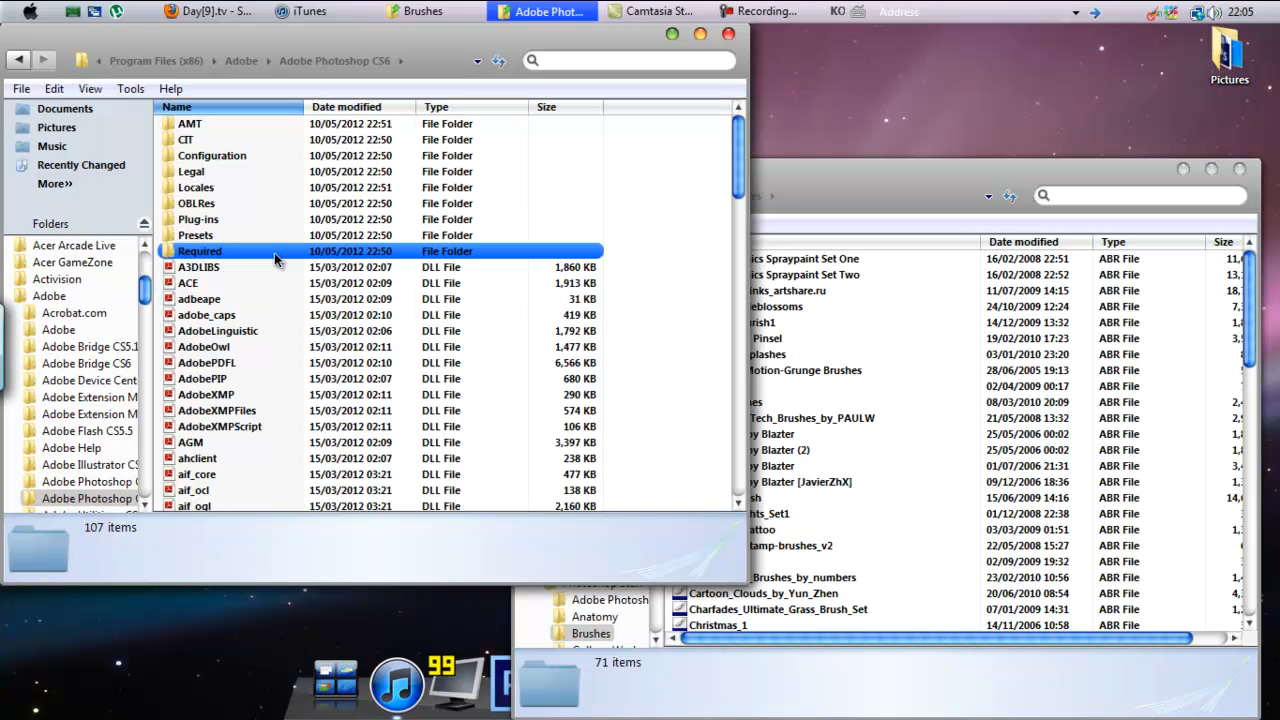 Day[9].tv - S...
iTunes
Brushes
Adobe Phot...
Camtasia St...
Recording...
KO
Address
22:05
Pictures
Program Files (x86)
Adobe
Adobe Photoshop CS6
File Edit View Tools Help
Documents
Pictures
Music
Recently Changed
More»
Folders
Acer Arcade Live
Acer GameZone
Activision
Adobe
Acrobat.com
Adobe
Adobe Bridge CS5.1
Adobe Bridge CS6
Adobe Device Cent
Adobe Extension M
Adobe Extension M
Adobe Flash CS5.5
Adobe Help
Adobe Illustrator CS
Adobe Photoshop C
Name Date modified Type Size
AMT 10/05/2012 22:51 File Folder
CIT 10/05/2012 22:50 File Folder
Configuration 10/05/2012 22:50 File Folder
Legal 10/05/2012 22:50 File Folder
Locales 10/05/2012 22:51 File Folder
OBLRes 10/05/2012 22:50 File Folder
Plug-ins 10/05/2012 22:50 File Folder
Presets 10/05/2012 22:50 File Folder
Required 10/05/2012 22:50 File Folder
A3DLIBS 15/03/2012 02:07 DLL File 1,860 KB
ACE 15/03/2012 02:09 DLL File 1,913 KB
adbeape 15/03/2012 02:09 DLL File 31 KB
adobe_caps 15/03/2012 02:10 DLL File 419 KB
AdobeLinguistic 15/03/2012 02:06 DLL File 1,792 KB
AdobeOwl 15/03/2012 02:11 DLL File 1,477 KB
AdobePDFL 15/03/2012 02:10 DLL File 6,566 KB
AdobePIP 15/03/2012 02:07 DLL File 680 KB
AdobeXMP 15/03/2012 02:11 DLL File 290 KB
AdobeXMPFiles 15/03/2012 02:11 DLL File 574 KB
AdobeXMPScript 15/03/2012 02:11 DLL File 106 KB
AGM 15/03/2012 02:09 DLL File 3,397 KB
ahclient 15/03/2012 02:07 DLL File 238 KB
aif_core 15/03/2012 03:21 DLL File 477 KB
aif_ocl 15/03/2012 03:21 DLL File 138 KB
aif_ogl 15/03/2012 03:21 DLL File 2,160 KB
107 items
Date modified Type Size
ics Spraypaint Set One 16/02/2008 22:51 ABR File 11,6
ics Spraypaint Set Two 16/02/2008 22:52 ABR File 13,
inks_artshare.ru 11/07/2009 14:15 ABR File 18,
eblossoms 24/10/2009 12:24 ABR File
urish1 14/12/2009 13:32 ABR File
Pinsel 19/02/2010 17:23 ABR File
plashes 03/01/2010 23:20 ABR File
Motion-Grunge Brushes 28/06/2005 19:13 ABR File
02/04/2009 00:17 ABR File
es 08/03/2010 20:09 ABR File 2,
Tech_Brushes_by_PAULW 21/05/2008 13:32 ABR File 2,
by Blazter 25/05/2006 00:02 ABR File
by Blazter (2) 25/05/2006 00:02 ABR File
by Blazter 01/07/2006 21:31 ABR File 3,
by Blazter [JavierZhX] 09/12/2006 18:36 ABR File
sh 15/06/2009 14:16 ABR File 14,
hts_Set1 01/12/2008 22:38 ABR File
attoo 03/03/2009 01:51 ABR File 1,
tamp-brushes_v2 22/05/2008 15:27 ABR File
02/09/2009 19:32 ABR File
_Brushes_by_numbers 23/02/2010 10:56 ABR File 1,
Cartoon_Clouds_by_Yun_Zhen 20/06/2010 08:54 ABR File 4,
Charfades_Ultimate_Grass_Brush_Set 07/01/2009 14:31 ABR File
Christmas_1 14/11/2006 10:58 ABR File
Adobe Photosh
Anatomy
Brushes
71 items
99